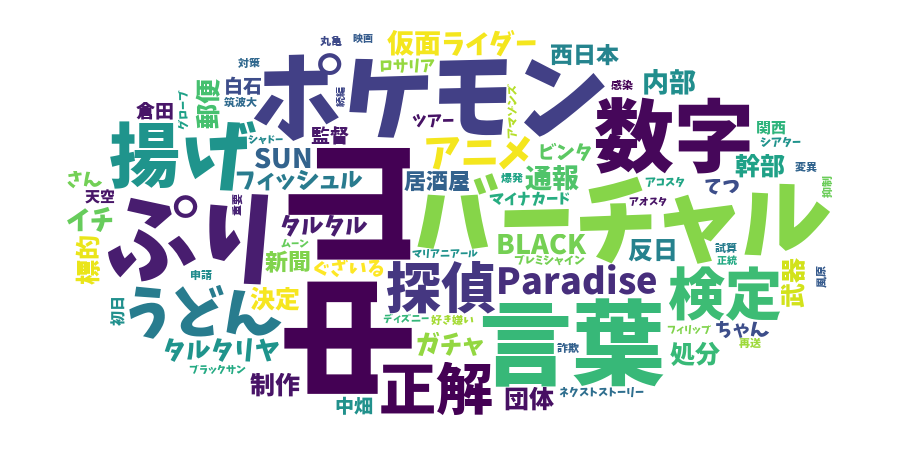 丸亀
映画
仮面ライダー
西日本
対策
ロサリア
ポケモン
内部
白石
郵便
筑波大
感染
倉田
グローブ
アマゾンズ
数字
ツアー
監督
シャドー
関西
シアター
揚げ
アニメ
ビンタ
SUN
幹部
変異
さん
フィッシュル
居酒屋
爆発
通報
アコスタ
てつ
抑制
天空
重要
マイナカード
アオスタ
イチ
ぷり
タルタル
ヨ
バーチャル
標的
ムーン
マリアニアール
BLACK
反日
試算
新聞
ぐざいる
プレミシャイン
正統
申請
探偵
Paradise
検定
武器
風原
初日
うどん
決定
母
ディズニー
好き嫌い
言葉
フィリップ
ちゃん
タルタリヤ
ガチャ
詐欺
処分
再送
ブラックサン
制作
正解
団体
ネクストストーリー
中畑